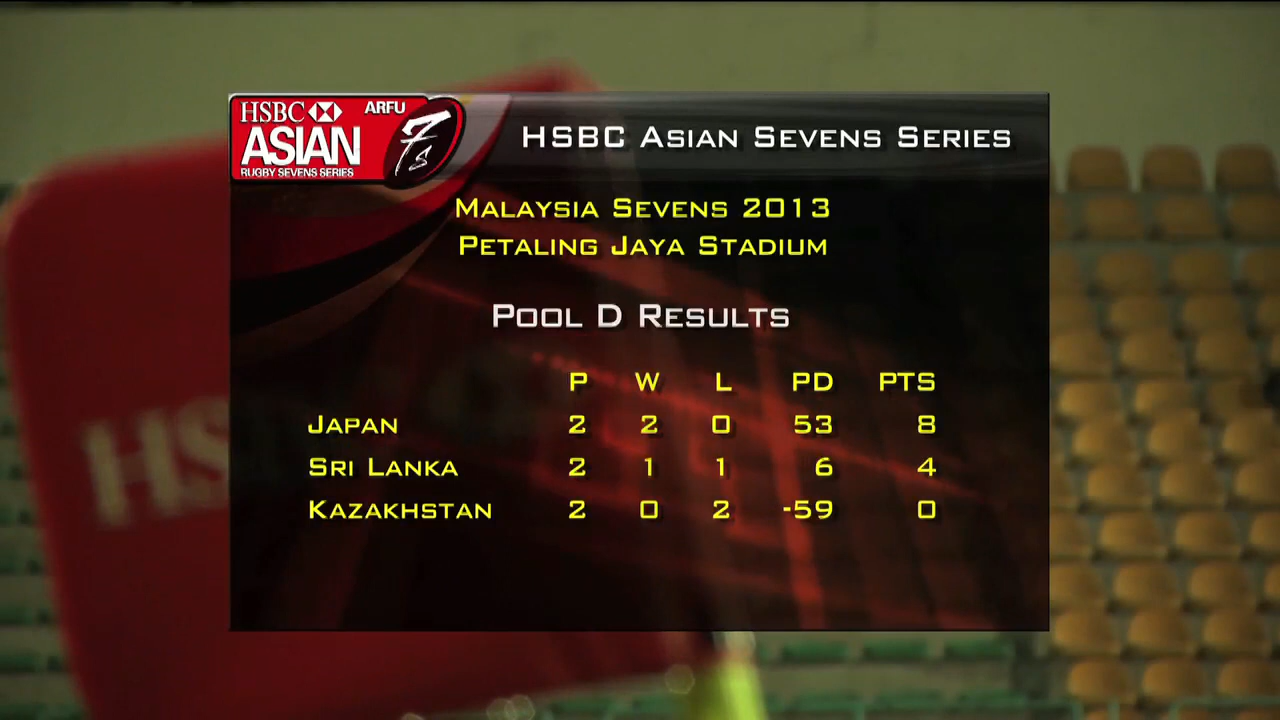 HSBC ARFU
ASIAN 7s
RUGBY SEVENS SERIES
HSBC ASIAN SEVENS SERIES
MALAYSIA SEVENS 2013
PETALING JAYA STADIUM
POOL D RESULTS
P W L PD PTS
JAPAN 2 2 0 53 8
SRI LANKA 2 1 1 6 4
KAZAKHSTAN 2 0 2 -59 0
HS